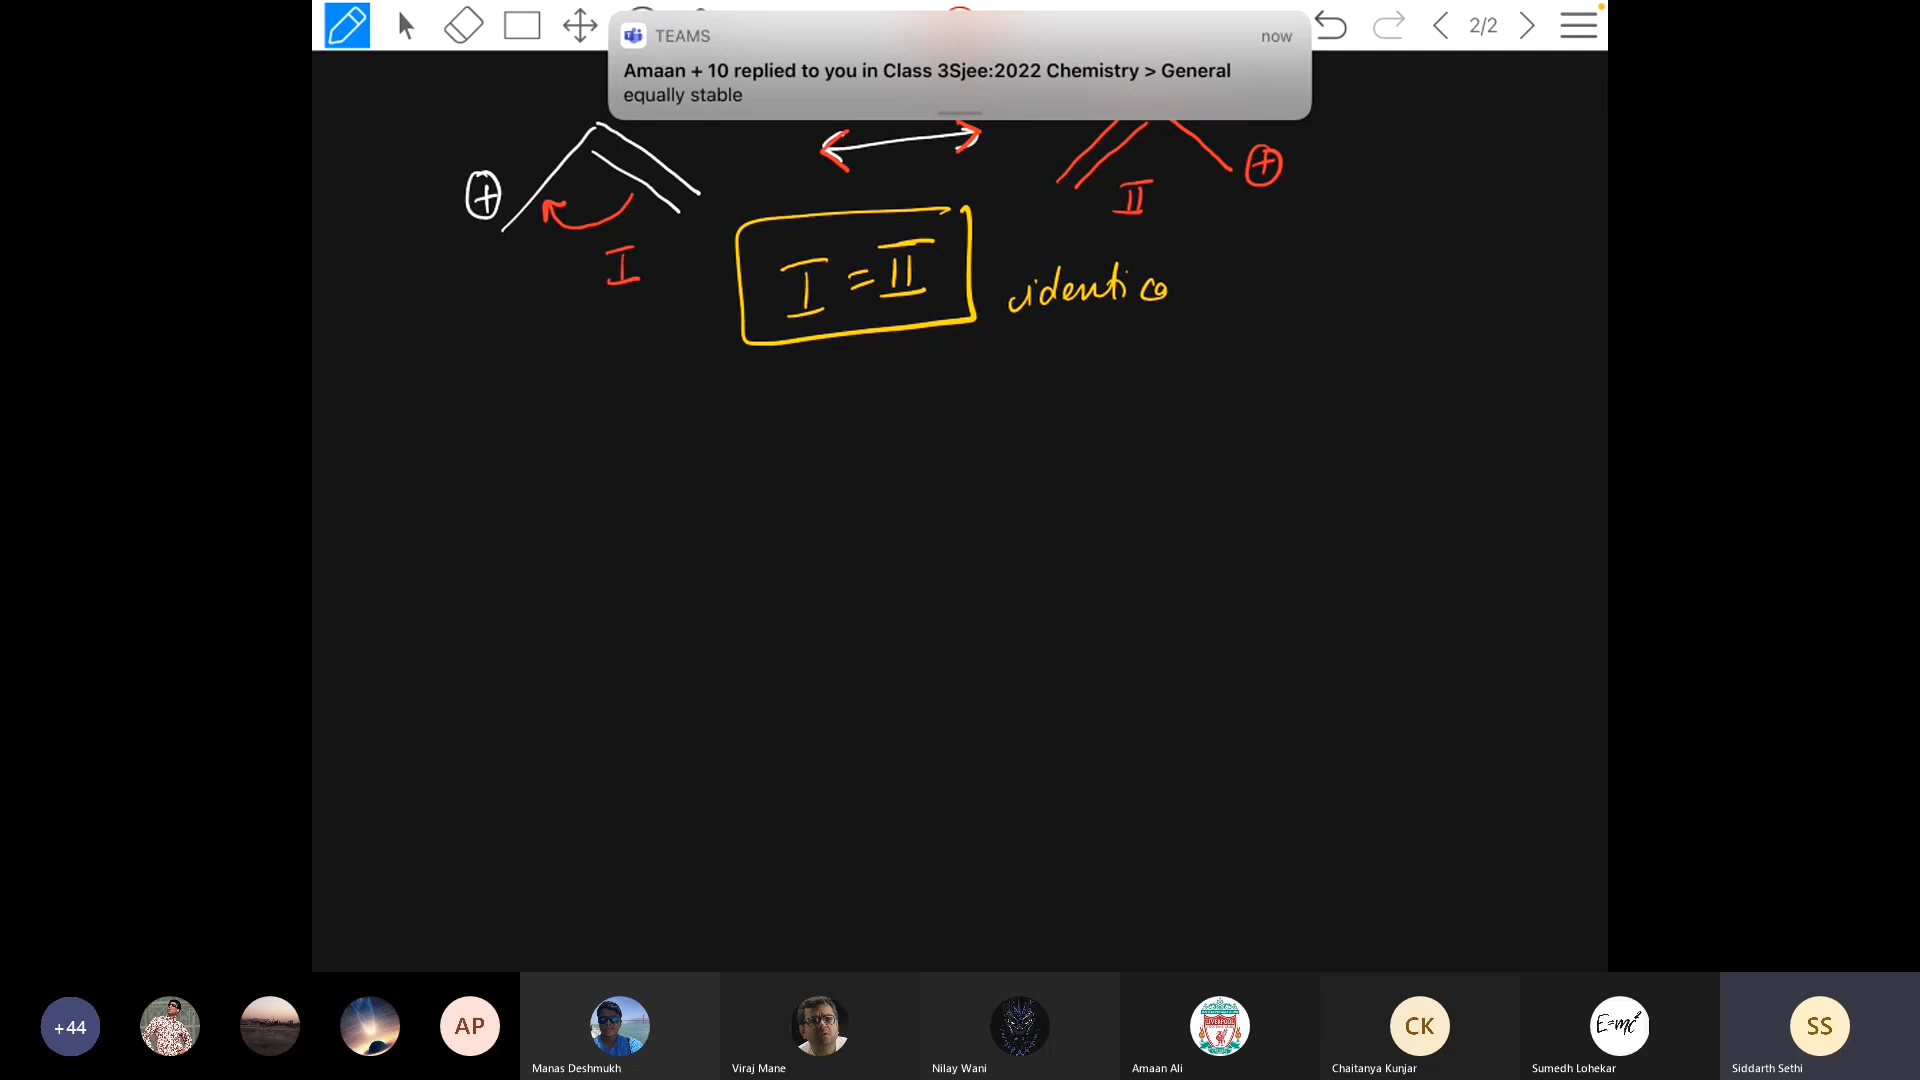 2/2
TEAMS
now
Amaan + 10 replied to you in Class 3Sjee:2022 Chemistry > General
equally stable
+
+
II
I
I = II
identica
+44
AP
E=mc²
CK
SS
Manas Deshmukh
Viraj Mane
Nilay Wani
Amaan Ali
Chaitanya Kunjar
Sumedh Lohekar
Siddarth Sethi